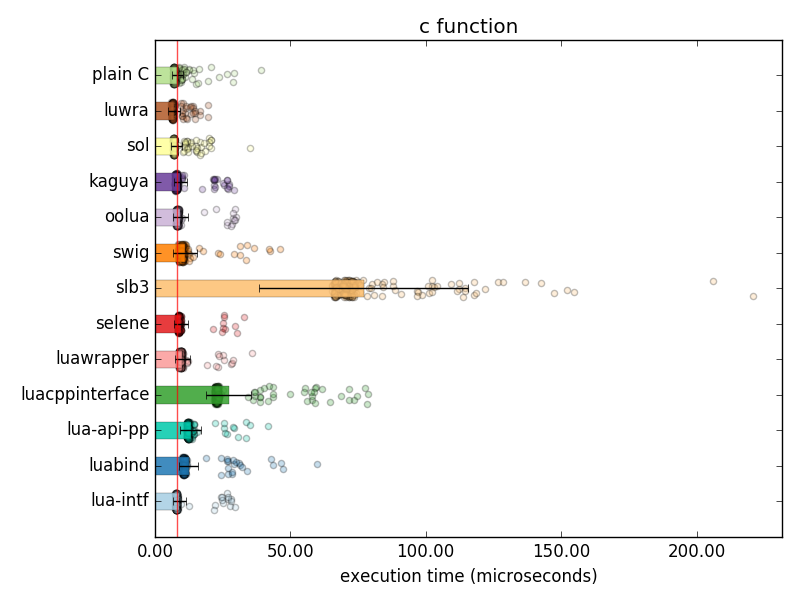 c function
plain C
luwra
sol
kaguya
oolua
swig
slb3
selene
luawrapper
luacppinterface
lua-api-pp
luabind
lua-intf
0.00 50.00 100.00 150.00 200.00
execution time (microseconds)